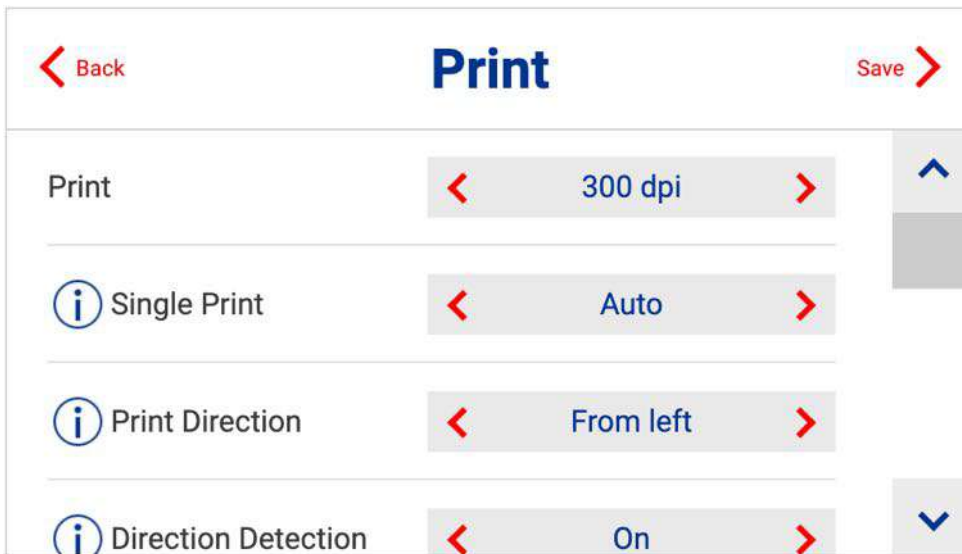 Back
Print
Save
Print
300 dpi
Single Print
Auto
Print Direction
From left
Direction Detection
On